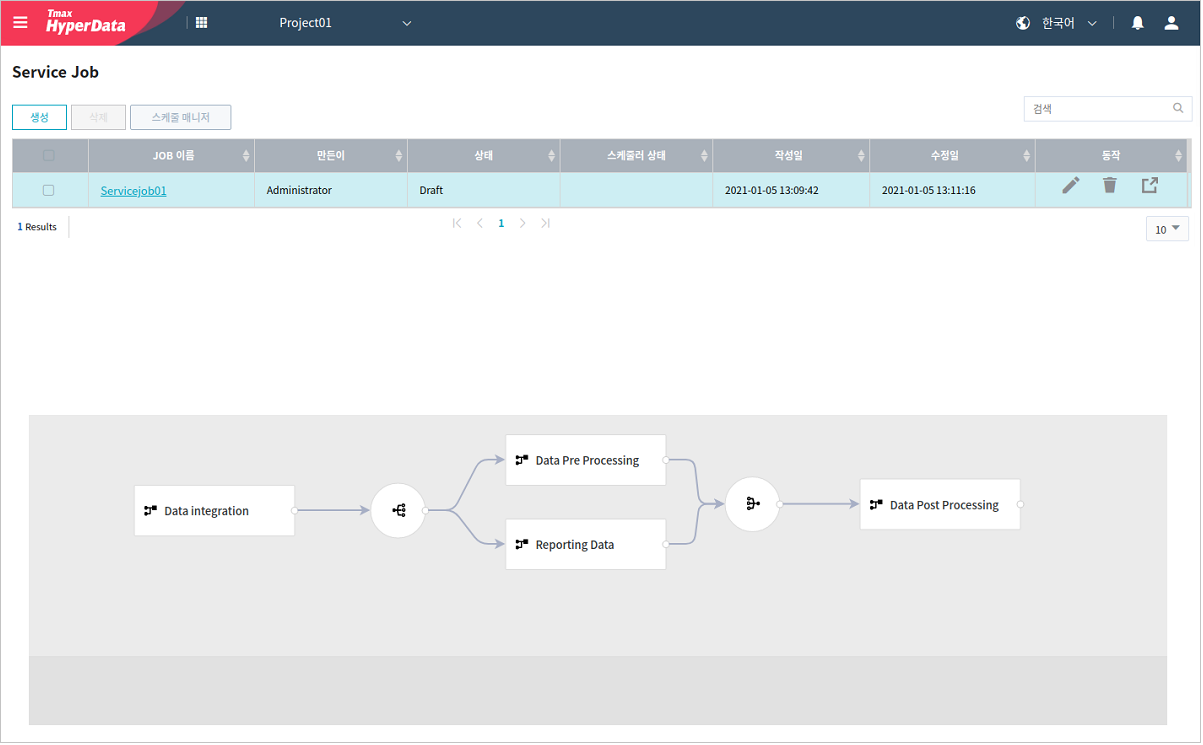 Tmax
HyperData
Project01
한국어
Service Job
생성
삭제
스케줄 매니저
검색
JOB 이름
만든이
상태
스케줄러 상태
작성일
수정일
동작
Servicejob01
Administrator
Draft
2021-01-05 13:09:42
2021-01-05 13:11:16
1 Results
1
10
Data Pre Processing
Data integration
Data Post Processing
Reporting Data